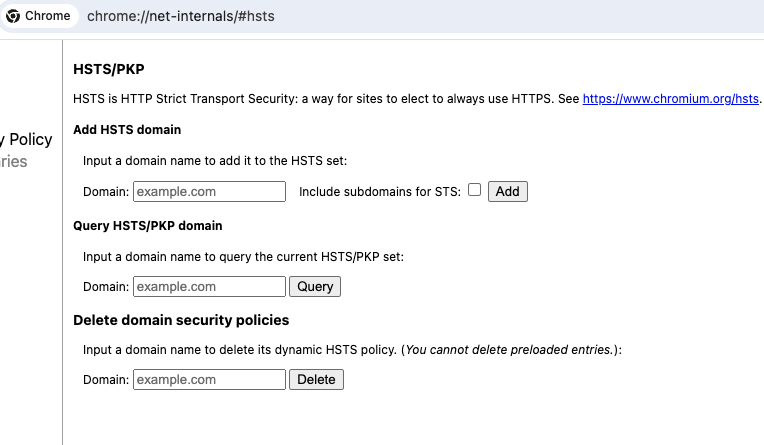 Chrome chrome://net-internals/#hsts
y Policy
ries
HSTS/PKP
HSTS is HTTP Strict Transport Security: a way for sites to elect to always use HTTPS. See https://www.chromium.org/hsts.
Add HSTS domain
Input a domain name to add it to the HSTS set:
Domain: example.com Include subdomains for STS: Add
Query HSTS/PKP domain
Input a domain name to query the current HSTS/PKP set:
Domain: example.com Query
Delete domain security policies
Input a domain name to delete its dynamic HSTS policy. (You cannot delete preloaded entries.):
Domain: example.com Delete